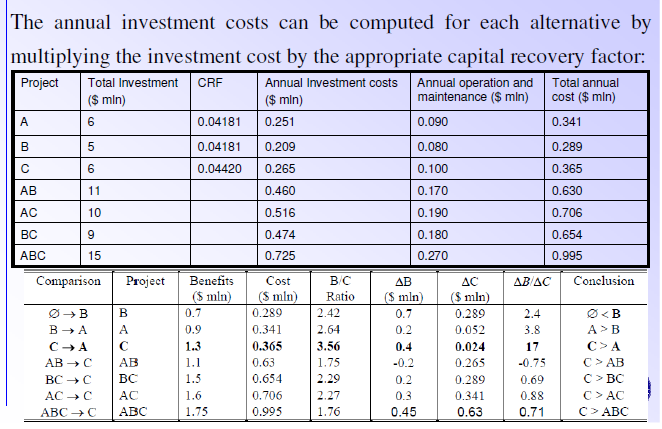 The annual investment costs can be computed for each alternative by
multiplying the investment cost by the appropriate capital recovery factor:
Project Total Investment ($ mln) CRF Annual Investment costs ($ mln) Annual operation and maintenance ($ mln) Total annual cost ($ mln)
A 6 0.04181 0.251 0.090 0.341
B 5 0.04181 0.209 0.080 0.289
C 6 0.04420 0.265 0.100 0.365
AB 11 0.460 0.170 0.630
AC 10 0.516 0.190 0.706
BC 9 0.474 0.180 0.654
ABC 15 0.725 0.270 0.995
Comparison Project Benefits ($ mln) Cost ($ mln) B/C Ratio ΔB ($ mln) ΔC ($ mln) ΔB/ΔC Conclusion
∅ → B B 0.7 0.289 2.42 0.7 0.289 2.4 ∅ < B
B → A A 0.9 0.341 2.64 0.2 0.052 3.8 A > B
C → A C 1.3 0.365 3.56 0.4 0.024 17 C > A
AB → C AB 1.1 0.63 1.75 -0.2 0.265 -0.75 C > AB
BC → C BC 1.5 0.654 2.29 0.2 0.289 0.69 C > BC
AC → C AC 1.6 0.706 2.27 0.3 0.341 0.88 C > AC
ABC → C ABC 1.75 0.995 1.76 0.45 0.63 0.71 C > ABC